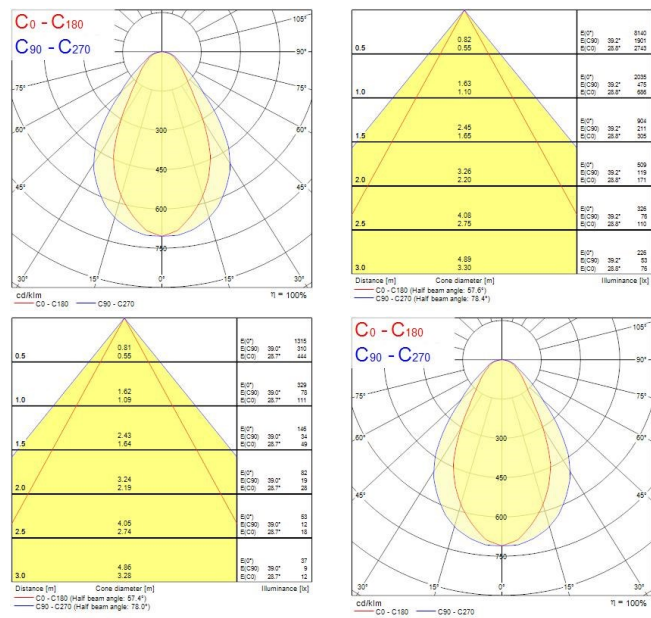 C0 - C180
C90 - C270
105°
90°
90°
75°
75°
60°
60°
45°
45°
300
450
600
750
30°
15°
0°
15°
30°
cd/klm
η = 100%
C0 - C180 C90 - C270
0.5 0.82 0.55 E(0°) 8140
E(C90) 39.2° 1901
E(C0) 28.8° 2743
1.0 1.63 1.10 E(0°) 2035
E(C90) 39.2° 475
E(C0) 28.8° 686
1.5 2.45 1.65 E(0°) 904
E(C90) 39.2° 211
E(C0) 28.8° 305
2.0 3.26 2.20 E(0°) 509
E(C90) 39.2° 119
E(C0) 28.8° 171
2.5 4.08 2.75 E(0°) 326
E(C90) 39.2° 76
E(C0) 28.8° 110
3.0 4.89 3.30 E(0°) 226
E(C90) 39.2° 53
E(C0) 28.8° 76
Distance [m] Cone diameter [m] Illuminance [lx]
C0 - C180 (Half beam angle: 57.6°)
C90 - C270 (Half beam angle: 78.4°)
0.5 0.81 0.55 E(0°) 1315
E(C90) 39.0° 310
E(C0) 28.7° 444
1.0 1.62 1.09 E(0°) 329
E(C90) 39.0° 78
E(C0) 28.7° 111
1.5 2.43 1.64 E(0°) 146
E(C90) 39.0° 34
E(C0) 28.7° 49
2.0 3.24 2.19 E(0°) 82
E(C90) 39.0° 19
E(C0) 28.7° 28
2.5 4.05 2.74 E(0°) 53
E(C90) 39.0° 12
E(C0) 28.7° 18
3.0 4.86 3.28 E(0°) 37
E(C90) 39.0° 9
E(C0) 28.7° 12
Distance [m] Cone diameter [m] Illuminance [lx]
C0 - C180 (Half beam angle: 57.4°)
C90 - C270 (Half beam angle: 78.0°)
C0 - C180
C90 - C270
105°
90°
90°
75°
75°
60°
60°
45°
45°
300
450
600
750
30°
15°
0°
15°
30°
cd/klm
η = 100%
C0 - C180 C90 - C270